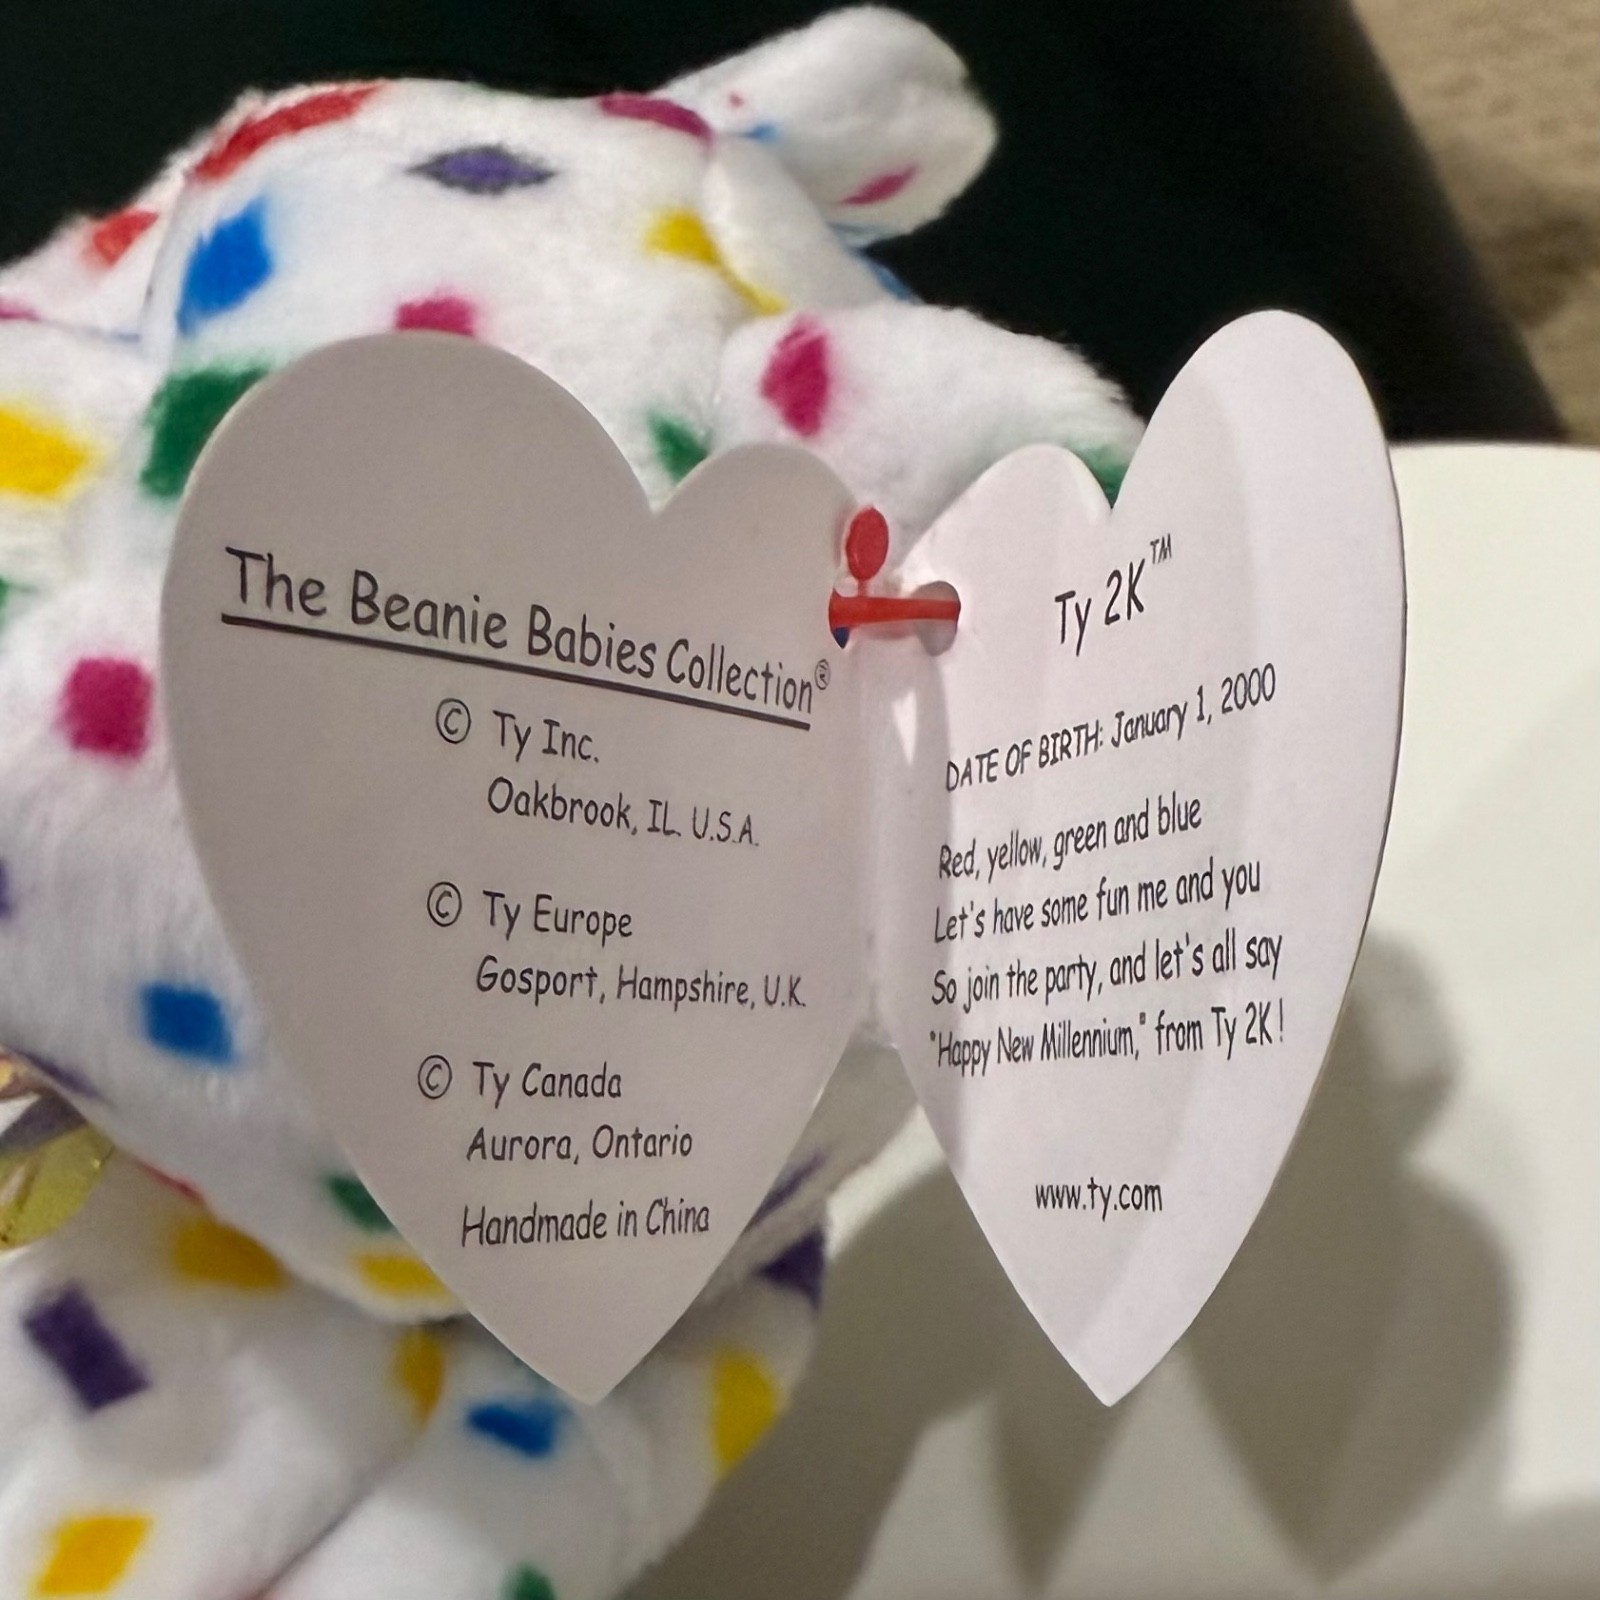 The Beanie Babies Collection®
© Ty Inc.
Oakbrook, IL. U.S.A.
© Ty Europe
Gosport, Hampshire, U.K.
© Ty Canada
Aurora, Ontario
Handmade in China
Ty 2K™
DATE OF BIRTH: January 1, 2000
Red, yellow, green and blue
Let's have some fun me and you
So join the party, and let's all say
"Happy New Millennium," from Ty 2K!
www.ty.com